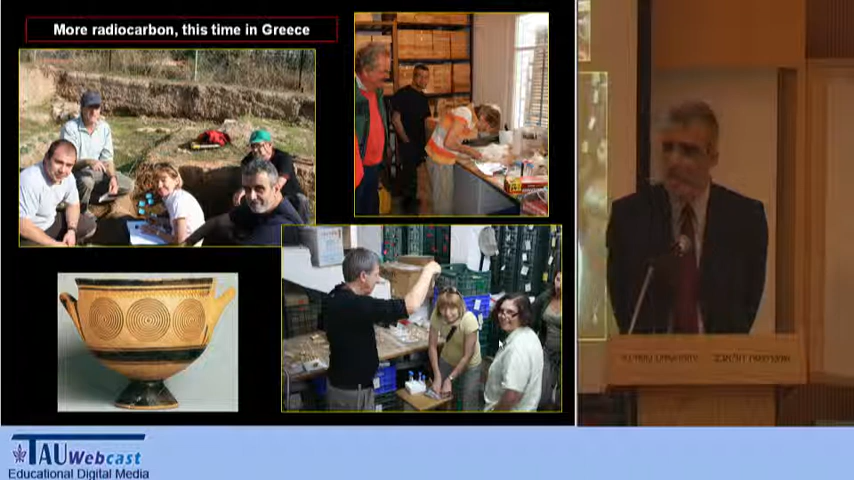 More radiocarbon, this time in Greece
TAUWebcast
Educational Digital Media